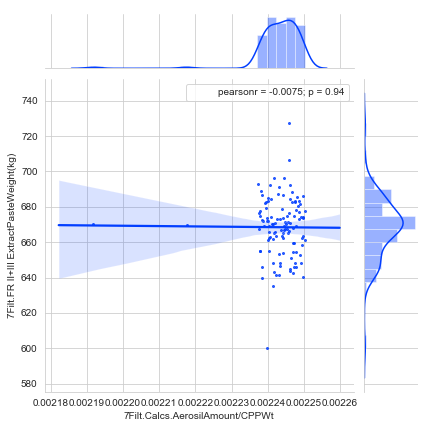 pearsonr = -0.0075; p = 0.94
740
720
700
680
660
640
620
600
580
7Filt.FR II+III ExtractPasteWeight(kg)
0.00218 0.00219 0.00220 0.00221 0.00222 0.00223 0.00224 0.00225 0.00226
7Filt.Calcs.AerosilAmount/CPPWt